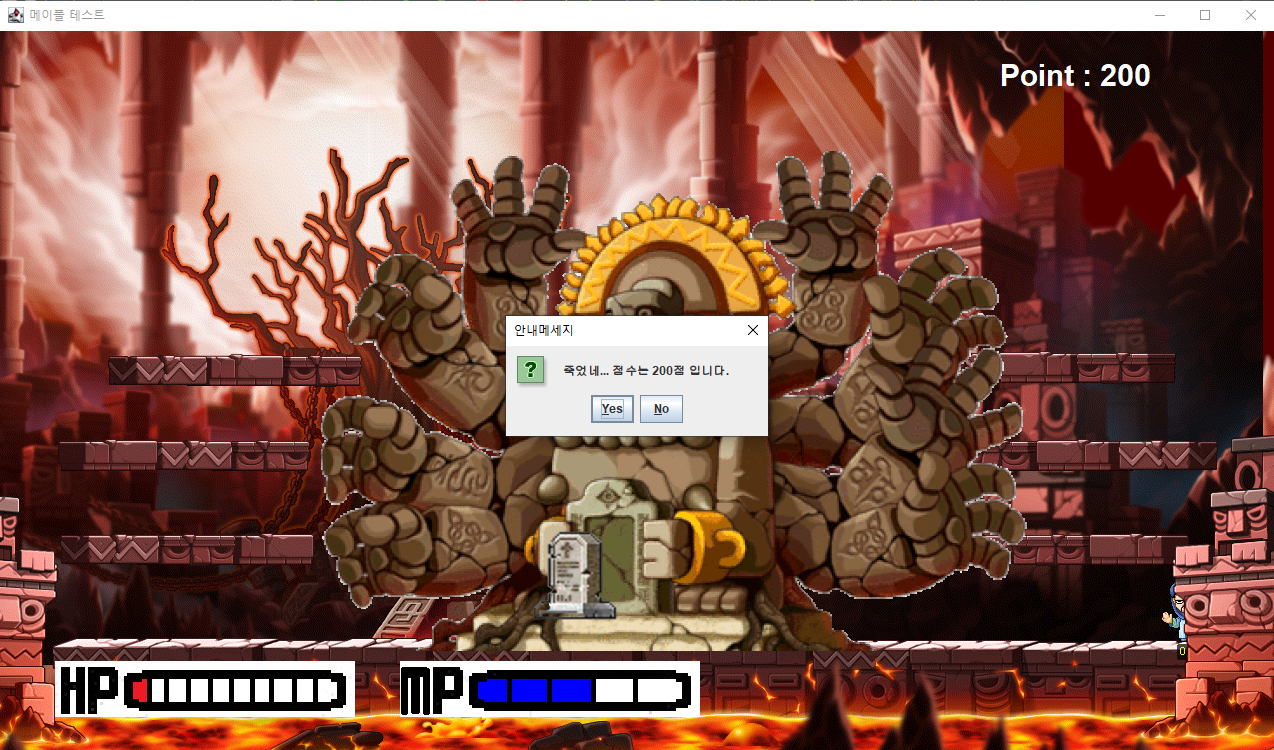 메이플 테스트
Point : 200
안내메세지
죽었네... 점수는 200점 입니다.
Yes
No
HP
MP
0